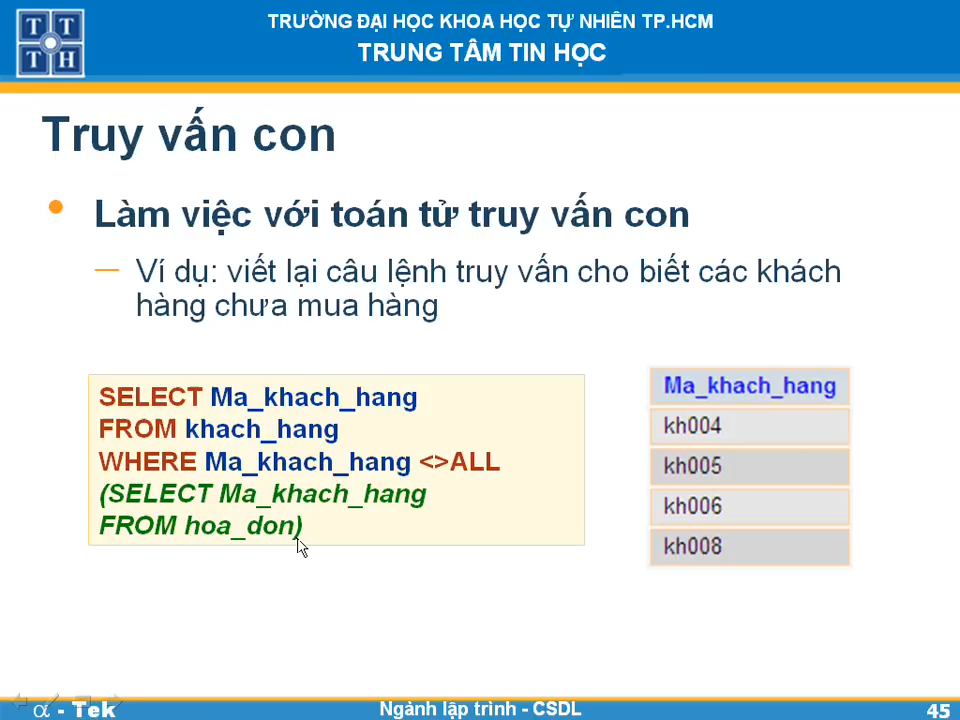 TRƯỜNG ĐẠI HỌC KHOA HỌC TỰ NHIÊN TP.HCM
TRUNG TÂM TIN HỌC
T T
T H
Truy vấn con
• Làm việc với toán tử truy vấn con
– Ví dụ: viết lại câu lệnh truy vấn cho biết các khách
hàng chưa mua hàng
SELECT Ma_khach_hang
FROM khach_hang
WHERE Ma_khach_hang <>ALL
(SELECT Ma_khach_hang
FROM hoa_don)
Ma_khach_hang
kh004
kh005
kh006
kh008
α - Tek
Ngành lập trình - CSDL
45